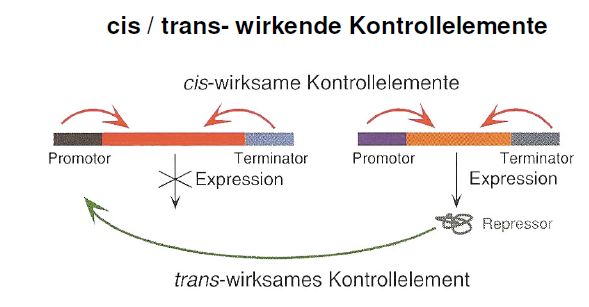 cis / trans- wirkende Kontrollelemente
cis-wirksame Kontrollelemente
Promotor Terminator Promotor Terminator
Expression Expression
Repressor
trans-wirksames Kontrollelement